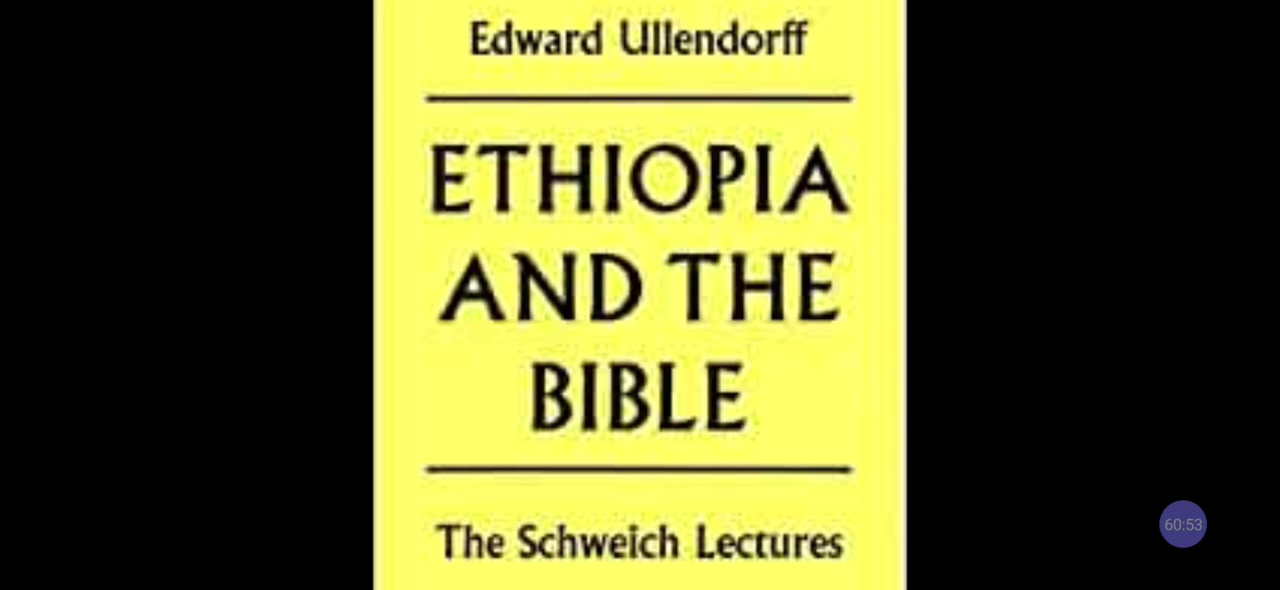 Edward Ullendorff
ETHIOPIA
AND THE
BIBLE
The Schweich Lectures
60:53